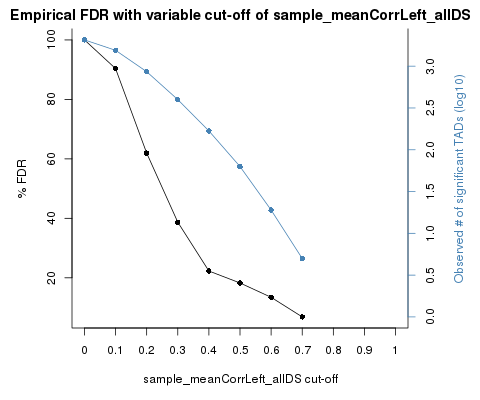 Empirical FDR with variable cut-off of sample_meanCorrLeft_allDS
% FDR
100
80
60
40
20
0 0.1 0.2 0.3 0.4 0.5 0.6 0.7 0.8 0.9 1
sample_meanCorrLeft_allDS cut-off
3.0
2.5
2.0
1.5
1.0
0.5
0.0
Observed # of significant TADs (log10)